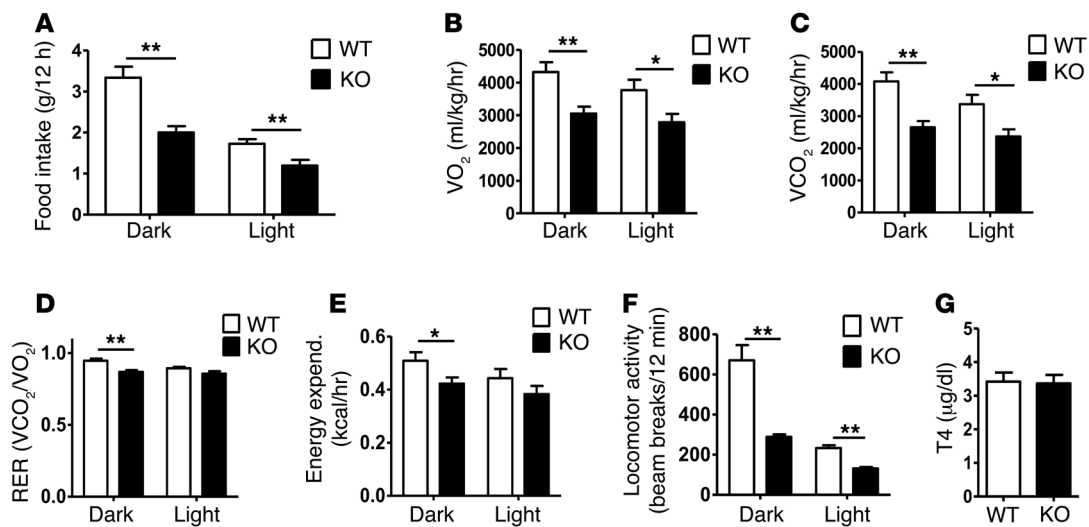 A
Food intake (g/12 h)
4
3
2
1
0
**
**
WT
KO
Dark
Light
B
VO₂ (ml/kg/hr)
5000
4000
3000
2000
1000
0
**
*
WT
KO
Dark
Light
C
VCO₂ (ml/kg/hr)
5000
4000
3000
2000
1000
0
**
*
WT
KO
Dark
Light
D
RER (VCO₂/VO₂)
1.0
0.5
0.0
**
WT
KO
Dark
Light
E
Energy expend.
(kcal/hr)
0.6
0.4
0.2
0.0
*
WT
KO
Dark
Light
F
Locomotor activity
(beam breaks/12 min)
800
600
400
200
0
**
**
WT
KO
Dark
Light
G
T4 (µg/dl)
5
4
3
2
1
0
WT
KO